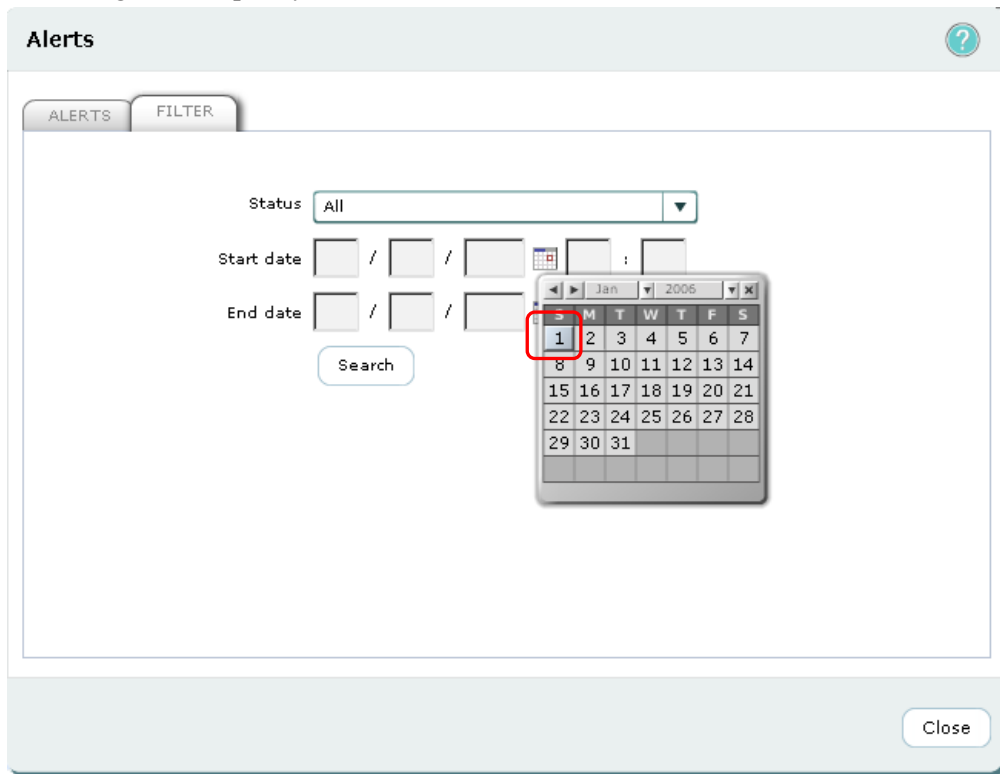 Alerts ?
ALERTS FILTER
Status All
Start date / / :
Jan 2006
End date / /
S M T W T F S
1 2 3 4 5 6 7
Search
8 9 10 11 12 13 14
15 16 17 18 19 20 21
22 23 24 25 26 27 28
29 30 31
Close